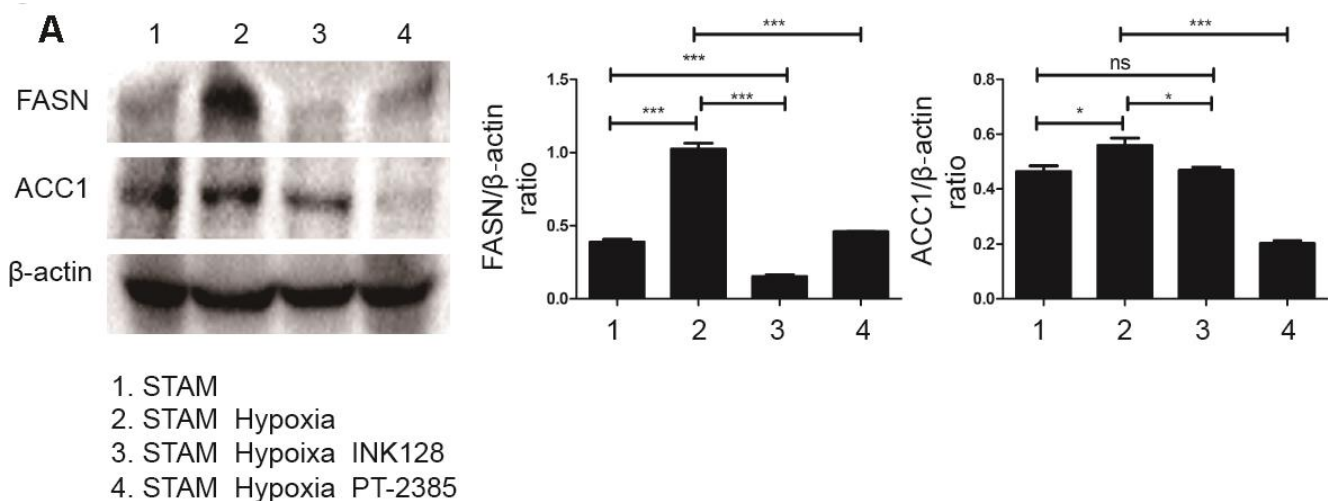 A
1 2 3 4
FASN
ACC1
β-actin
1. STAM
2. STAM Hypoxia
3. STAM Hypoixa INK128
4. STAM Hypoxia PT-2385
***
***
*** ***
FASN/β-actin
ratio
1.5
1.0
0.5
0.0
1 2 3 4
***
ns
* *
ACC1/β-actin
ratio
0.8
0.6
0.4
0.2
0.0
1 2 3 4